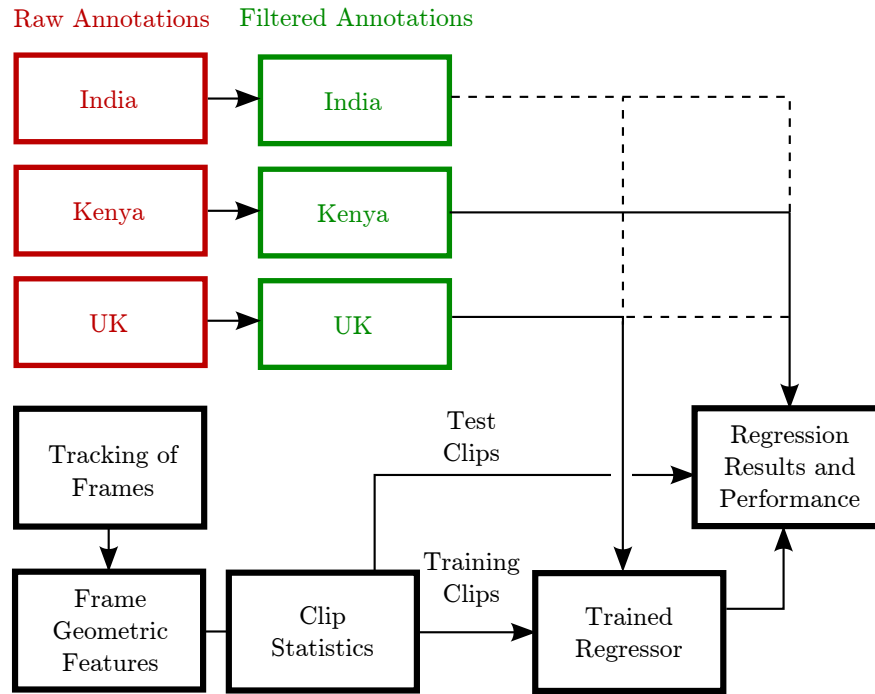 Raw Annotations
Filtered Annotations
India
India
Kenya
Kenya
UK
UK
Tracking of
Frames
Test
Clips
Regression
Results and
Performance
Frame
Geometric
Features
Clip
Statistics
Training
Clips
Trained
Regressor